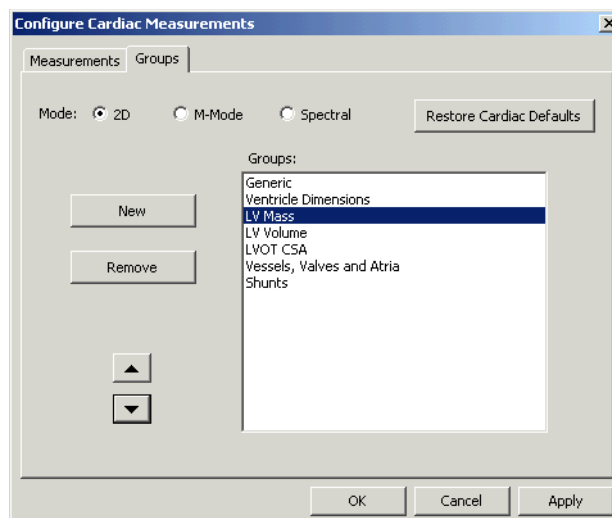 Configure Cardiac Measurements
Measurements Groups
Mode: 2D M-Mode Spectral Restore Cardiac Defaults
Groups:
Generic
Ventricle Dimensions
LV Mass
LV Volume
LVOT CSA
Vessels, Valves and Atria
Shunts
New
Remove
OK Cancel Apply